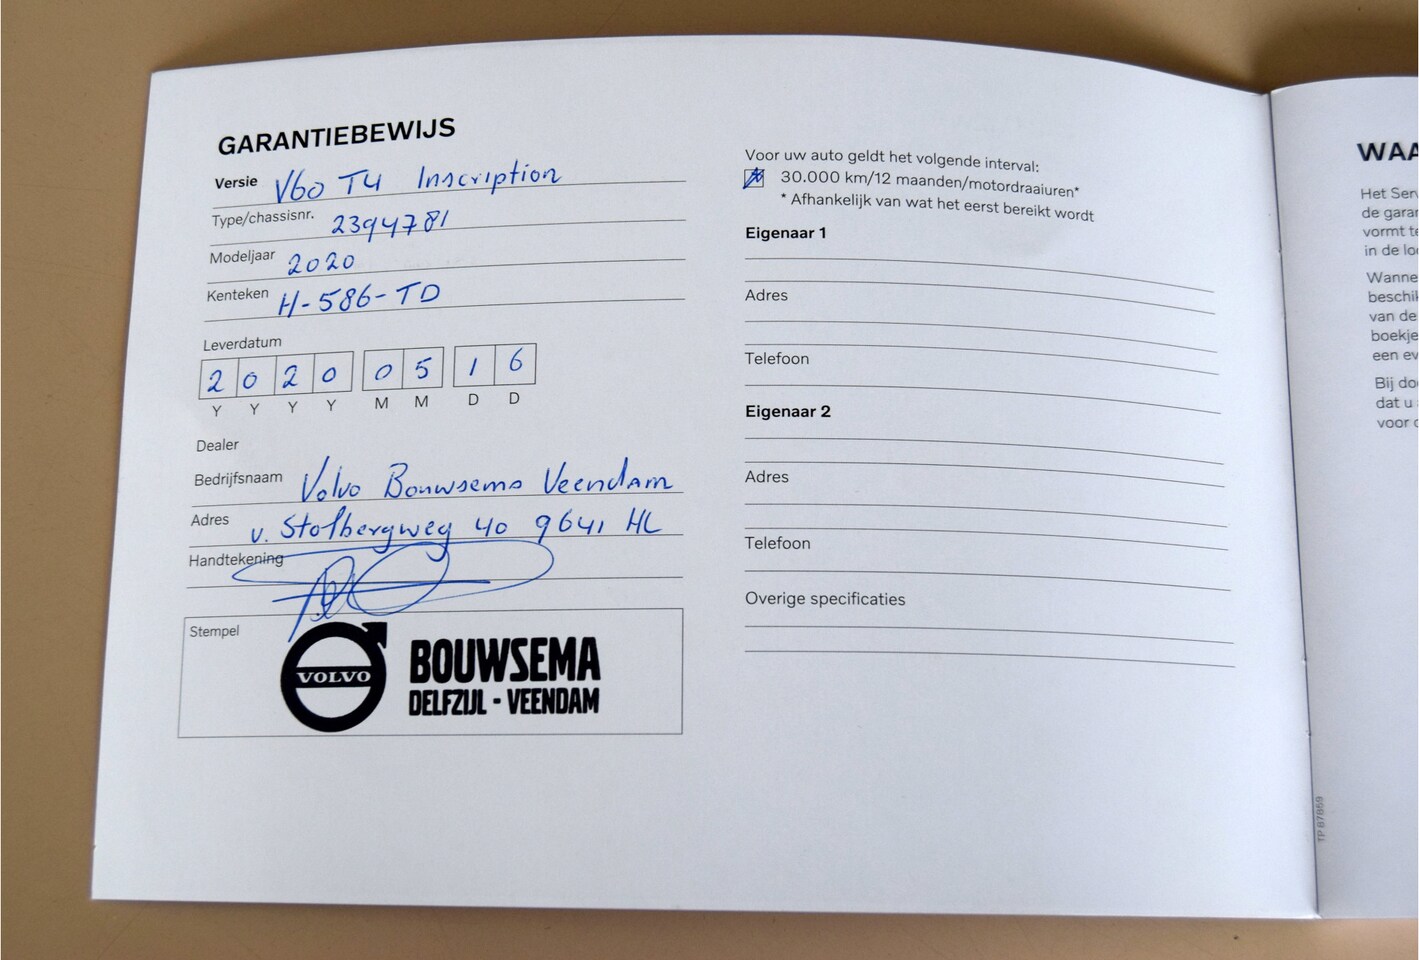 GARANTIEBEWIJS
Versie V60 T4 Inscription
Type/chassisnr. 2394781
Modeljaar 2020
Kenteken H-586-TD
Leverdatum
2 0 2 0 0 5 1 6
Y Y Y Y M M D D
Dealer
Bedrijfsnaam Volvo Bouwsema Veendam
Adres v. Stolbergweg 40 9641 HL
Handtekening
Stempel
VOLVO
BOUWSEMA
DELFZIJL - VEENDAM
Voor uw auto geldt het volgende interval:
30.000 km/12 maanden/motordraaiuren*
* Afhankelijk van wat het eerst bereikt wordt
Eigenaar 1
Adres
Telefoon
Eigenaar 2
Adres
Telefoon
Overige specificaties
TP 87859
WAA
Het Ser
de garar
vormt te
in de lo
Wanne
beschik
van de
boekje
een ev
Bij do
dat u
voor